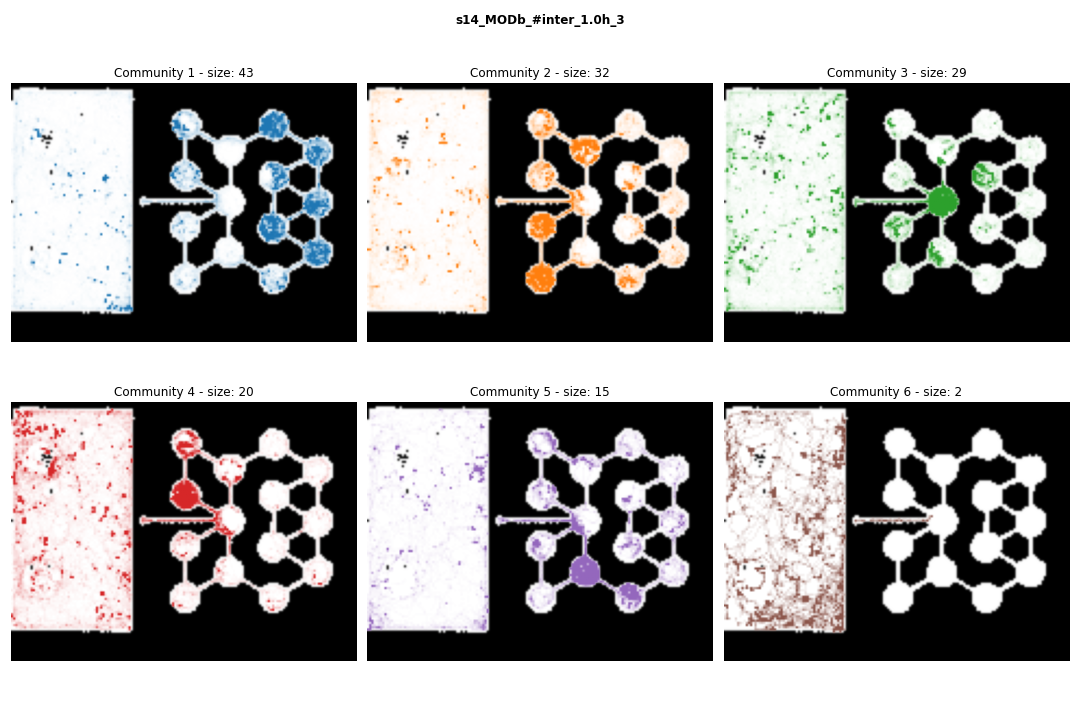 s14_MODb_#inter_1.0h_3
Community 1 - size: 43
Community 2 - size: 32
Community 3 - size: 29
Community 4 - size: 20
Community 5 - size: 15
Community 6 - size: 2